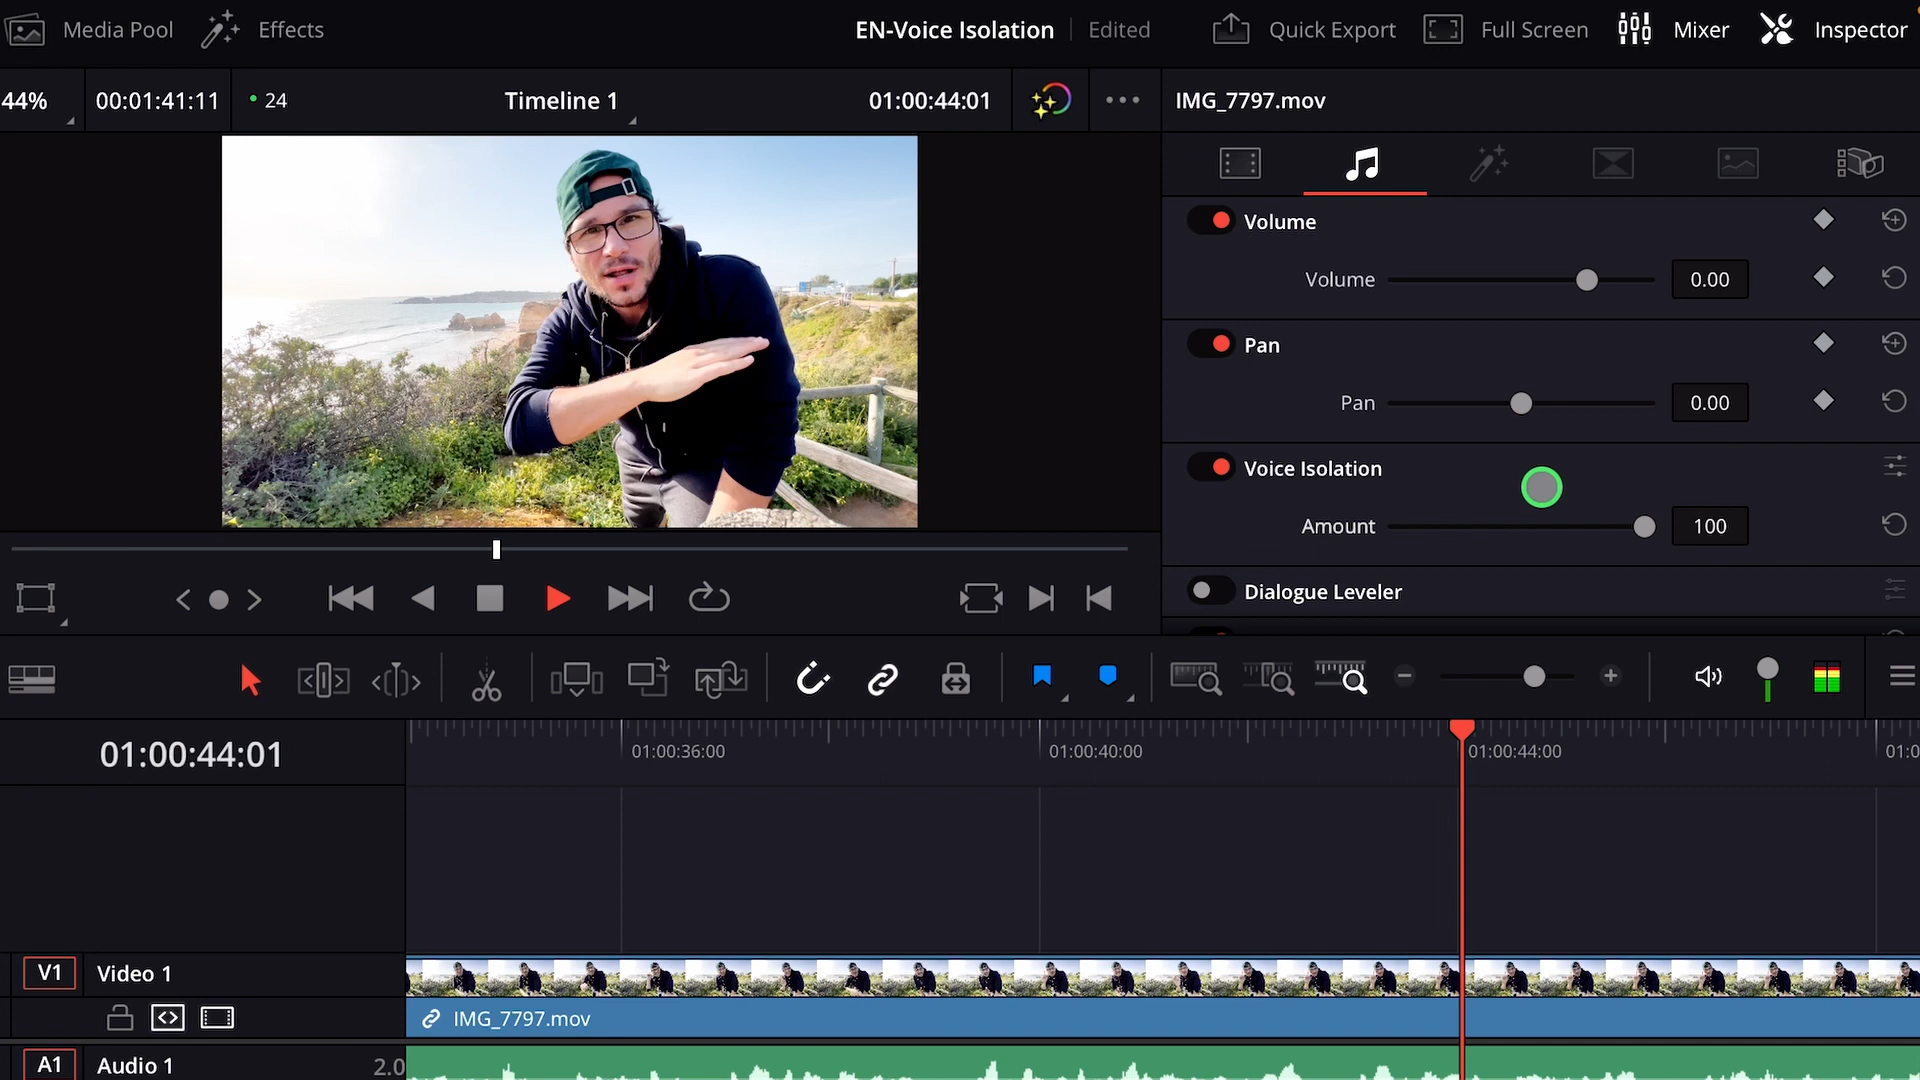 Media Pool
Effects
EN-Voice Isolation
Edited
Quick Export
Full Screen
Mixer
Inspector
44%
00:01:41:11
24
Timeline 1
01:00:44:01
IMG_7797.mov
Volume
Volume
0.00
Pan
Pan
0.00
Voice Isolation
Amount
100
Dialogue Leveler
01:00:44:01
01:00:36:00
01:00:40:00
01:00:44:00
01:0
V1
Video 1
IMG_7797.mov
A1
Audio 1
2.0